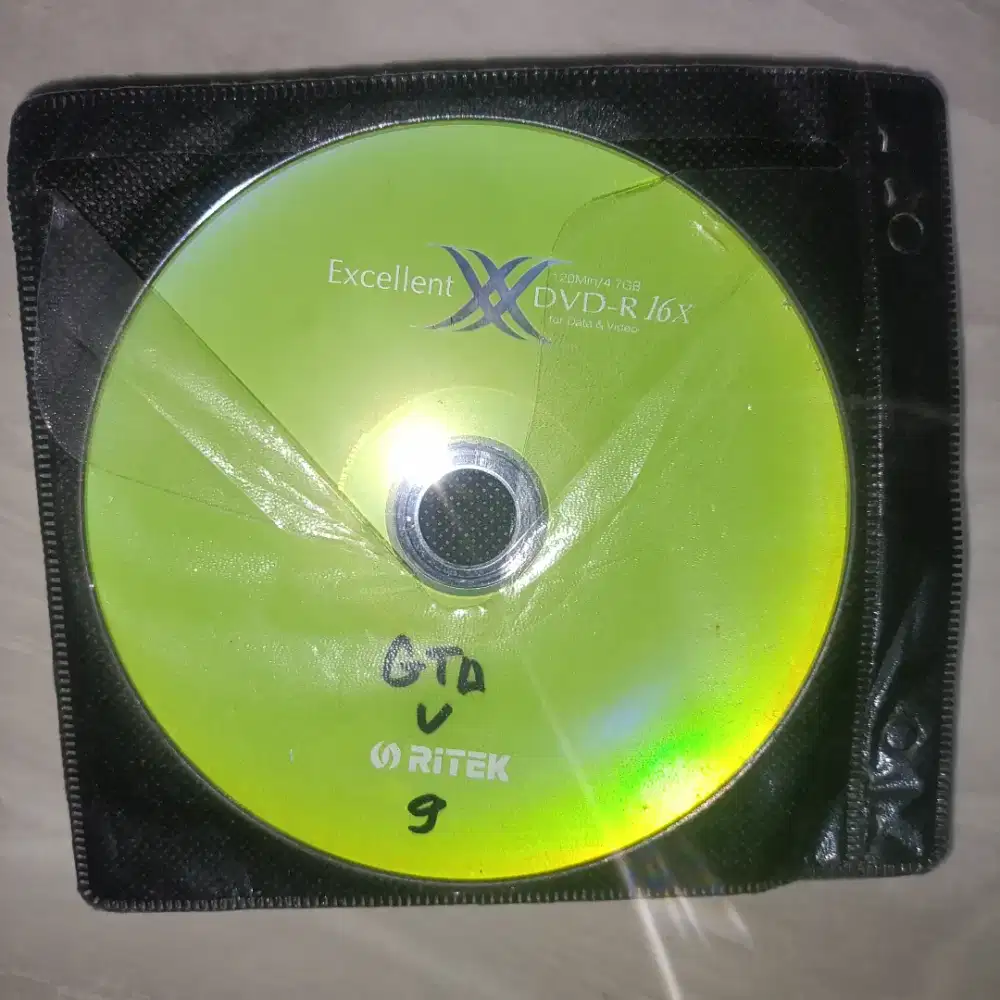 Excellent
120Min/4.7GB
DVD-R 16x
for Data & Video
GTA
V
RiTEK
9